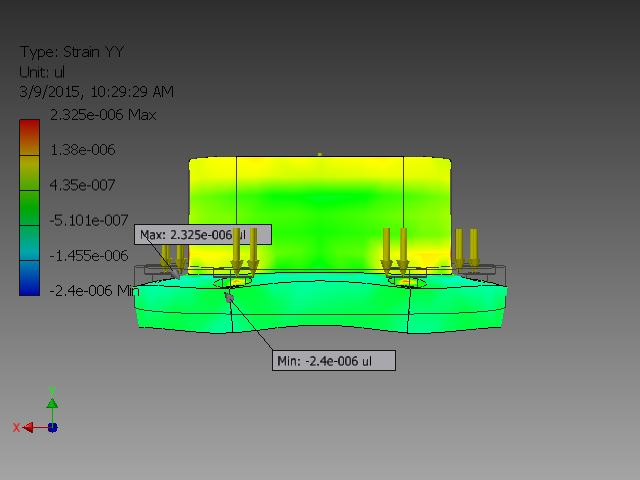 Type: Strain YY
Unit: ul
3/9/2015, 10:29:29 AM
2.325e-006 Max
1.38e-006
4.35e-007
-5.101e-007
Max: 2.325e-006 ul
-1.455e-006
-2.4e-006 Min
Min: -2.4e-006 ul
Y
X